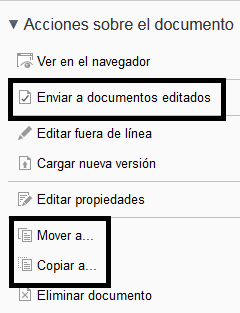 Acciones sobre el documento
Ver en el navegador
Enviar a documentos editados
Editar fuera de línea
Cargar nueva versión
Editar propiedades
Mover a...
Copiar a...
Eliminar documento